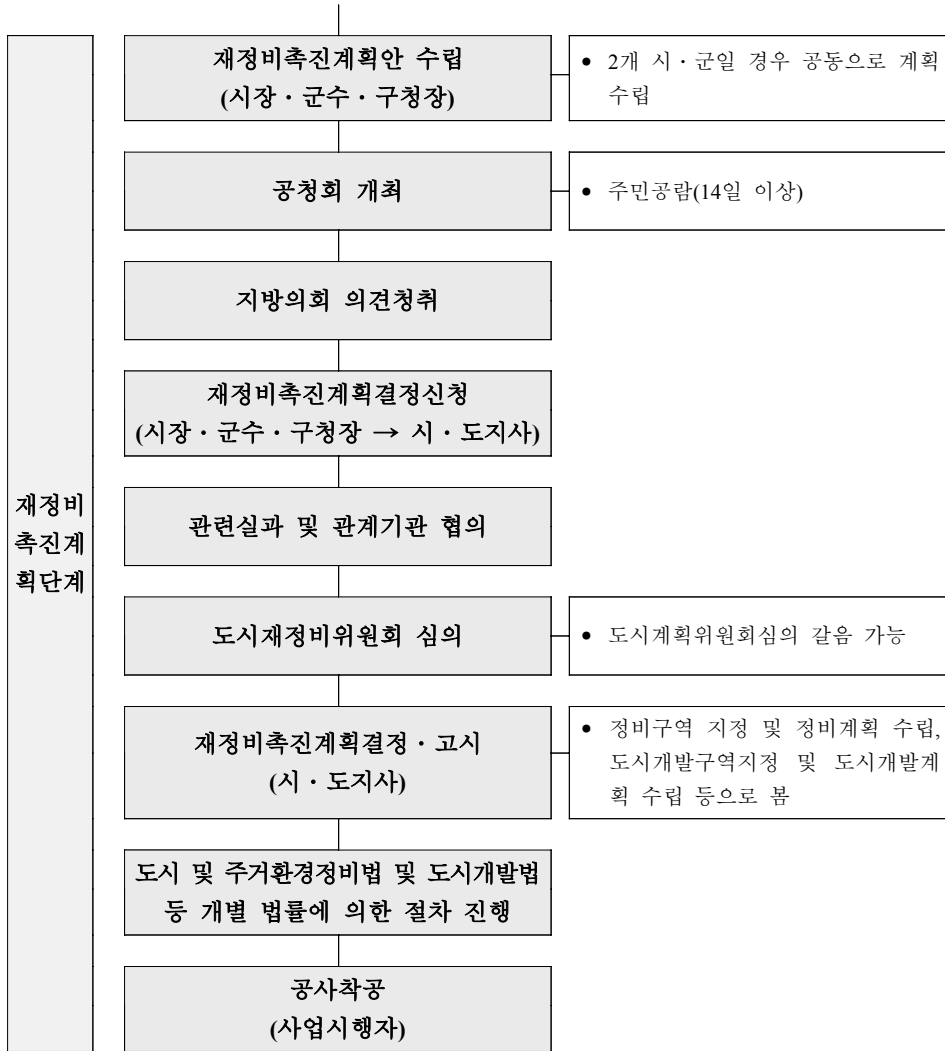 재정비촉진계획안 수립
(시장 · 군수 · 구청장)
• 2개 시 · 군일 경우 공동으로 계획
수립
공청회 개최
• 주민공람(14일 이상)
지방의회 의견청취
재정비촉진계획결정신청
(시장 · 군수 · 구청장 → 시 · 도지사)
재정비
촉진계
획단계
관련실과 및 관계기관 협의
도시재정비위원회 심의
• 도시계획위원회심의 갈음 가능
재정비촉진계획결정 · 고시
(시 · 도지사)
• 정비구역 지정 및 정비계획 수립,
도시개발구역지정 및 도시개발계
획 수립 등으로 봄
도시 및 주거환경정비법 및 도시개발법
등 개별 법률에 의한 절차 진행
공사착공
(사업시행자)